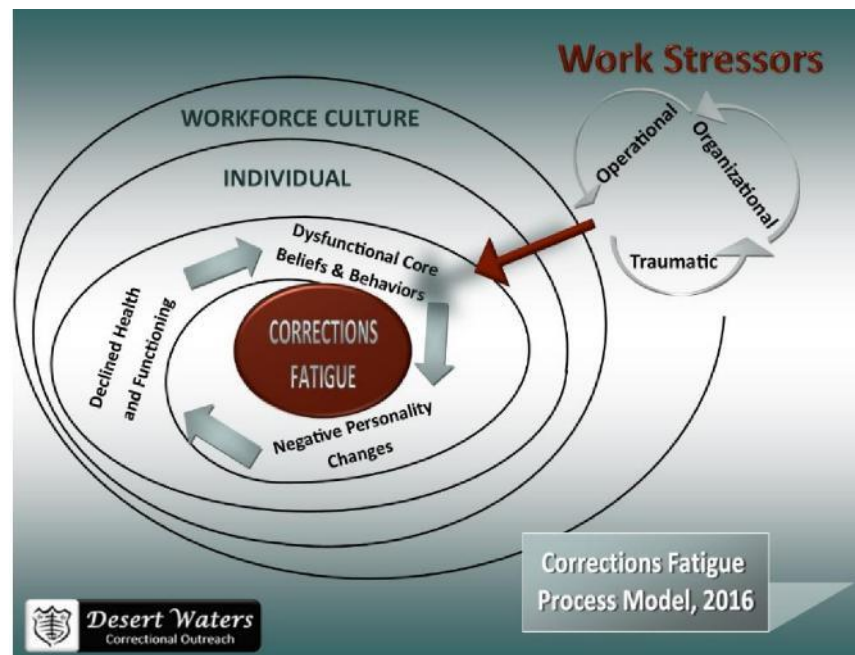 Work Stressors
WORKFORCE CULTURE
INDIVIDUAL
Operational
Organizational
Traumatic
Dysfunctional Core
Beliefs & Behaviors
Declined Health
and Functioning
CORRECTIONS
FATIGUE
Negative Personality
Changes
Corrections Fatigue
Process Model, 2016
Desert Waters
Correctional Outreach